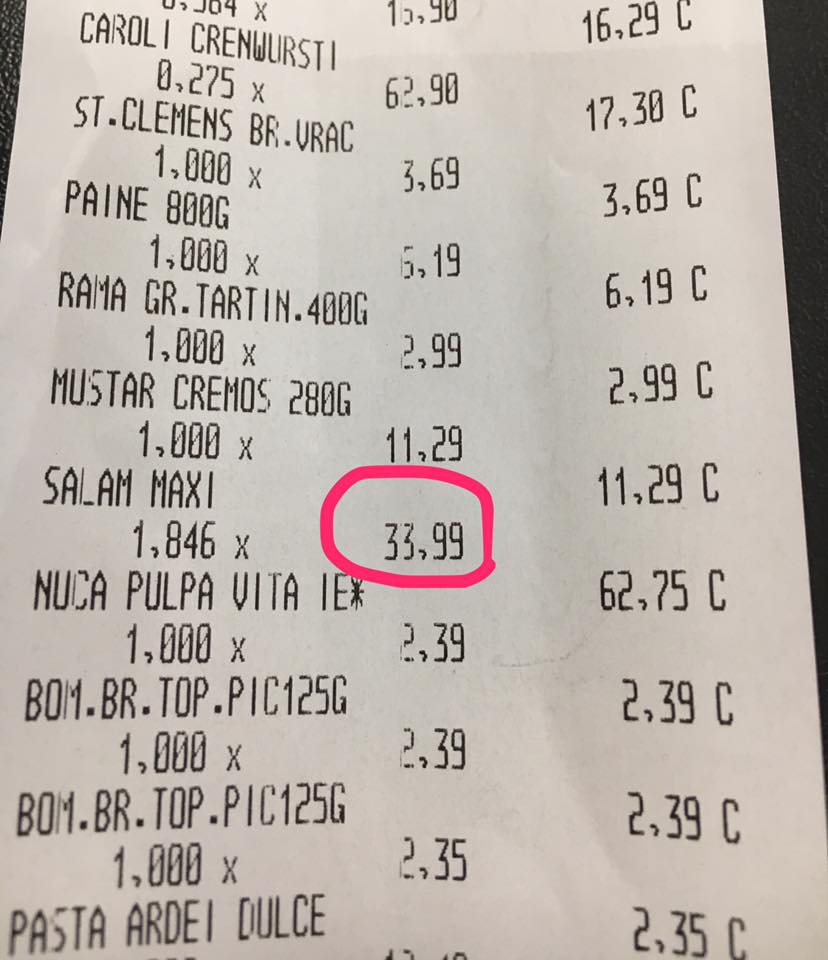 CAROLI CRENWURSTI 16,29 C
0,275 x 62,90
ST.CLEMENS BR.VRAC 17,30 C
1,000 x 3,69
PAINE 800G 3,69 C
1,000 x 6,19
RAMA GR.TARTIN.400G 6,19 C
1,000 x 2,99
MUSTAR CREMOS 280G 2,99 C
1,000 x 11,29
SALAM MAXI 11,29 C
1,846 x 33,99
NUCA PULPA VITA IE* 62,75 C
1,000 x 2,39
BOM.BR.TOP.PIC125G 2,39 C
1,000 x 2,39
BOM.BR.TOP.PIC125G 2,39 C
1,000 x 2,35
PASTA ARDEI DULCE 2,35 C